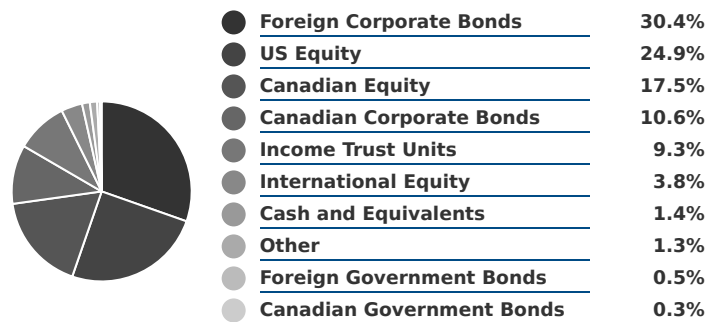 Foreign Corporate Bonds 30.4%
US Equity 24.9%
Canadian Equity 17.5%
Canadian Corporate Bonds 10.6%
Income Trust Units 9.3%
International Equity 3.8%
Cash and Equivalents 1.4%
Other 1.3%
Foreign Government Bonds 0.5%
Canadian Government Bonds 0.3%